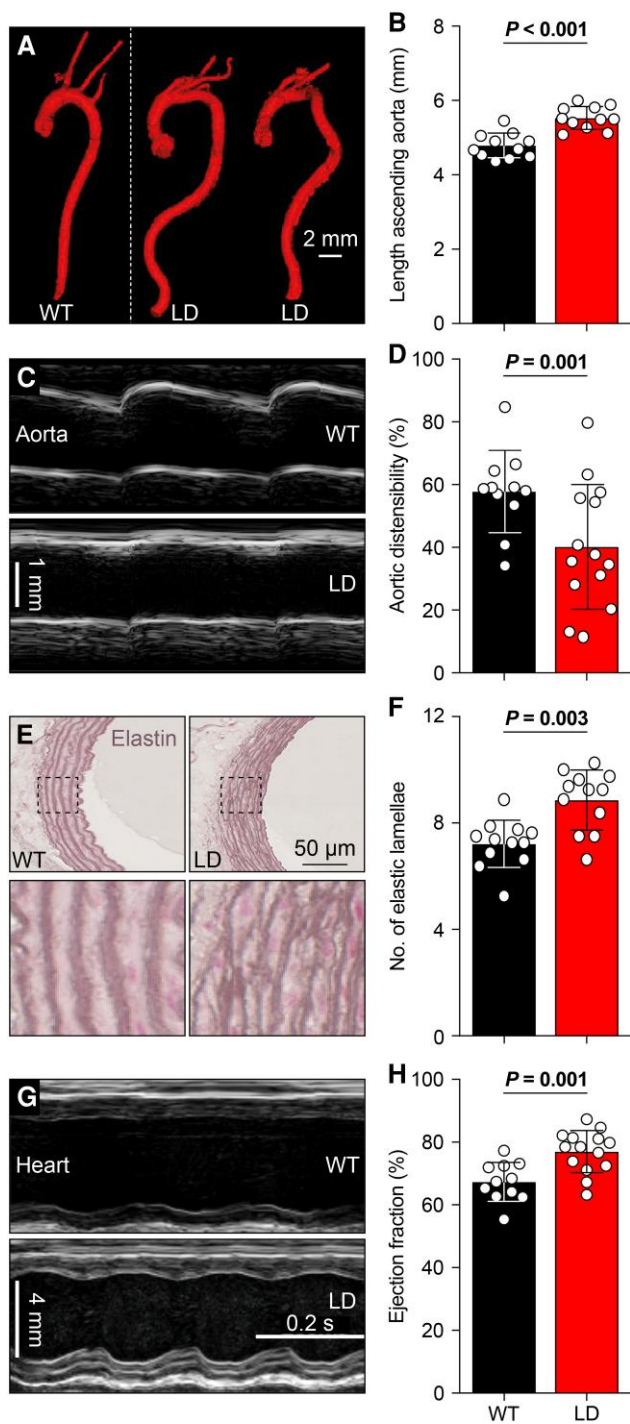 A
WT
LD
LD
2 mm
B
P < 0.001
Length ascending aorta (mm)
8
6
4
2
0
C
Aorta
WT
LD
1 mm
D
P = 0.001
Aortic distensibility (%)
100
80
60
40
20
0
E
Elastin
WT
LD
50 µm
F
P = 0.003
No. of elastic lamellae
12
8
4
0
G
Heart
WT
LD
4 mm
0.2 s
H
P = 0.001
Ejection fraction (%)
100
80
60
40
20
0
WT
LD